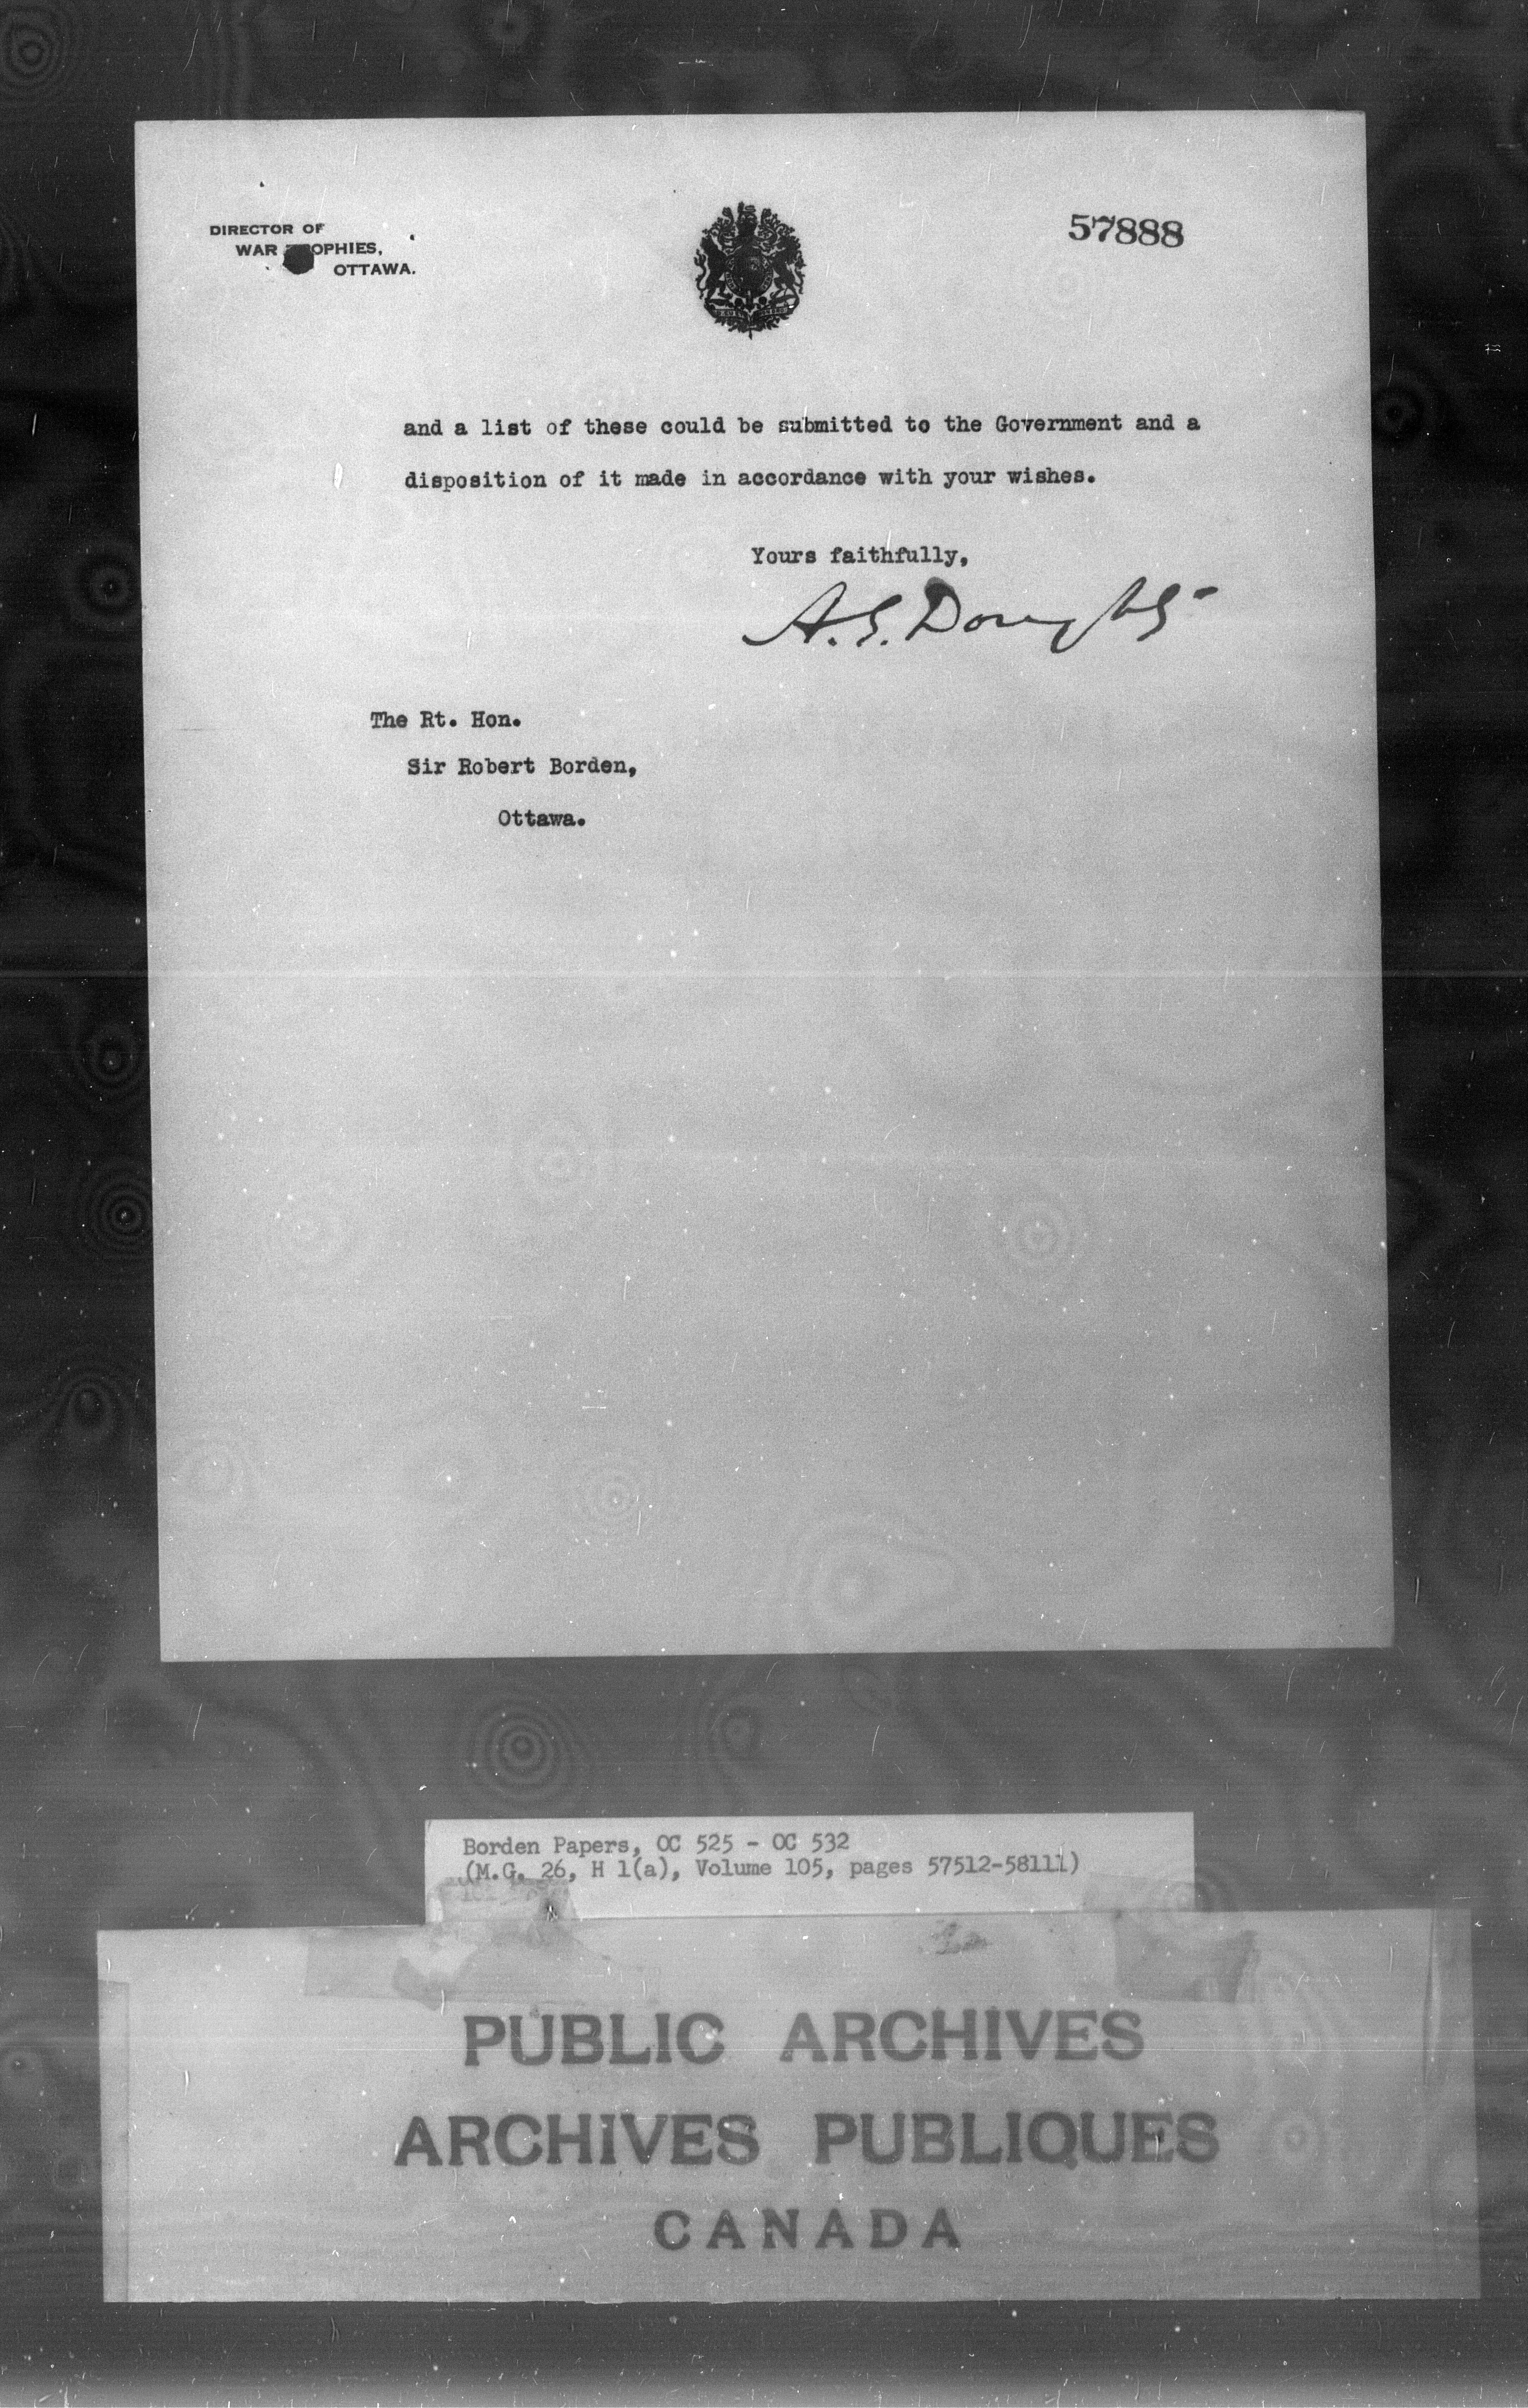 DIRECTOR OF
WAR TROPHIES,
OTTAWA.
57888
and a list of these could be submitted to the Government and a
disposition of it made in accordance with your wishes.
Yours faithfully,
A.G. Doughty
The Rt. Hon.
Sir Robert Borden,
Ottawa.
Borden Papers, OC 525 - OC 532
(M.G. 26, H 1(a), Volume 105, pages 57512-58111)
PUBLIC ARCHIVES
ARCHIVES PUBLIQUES
CANADA